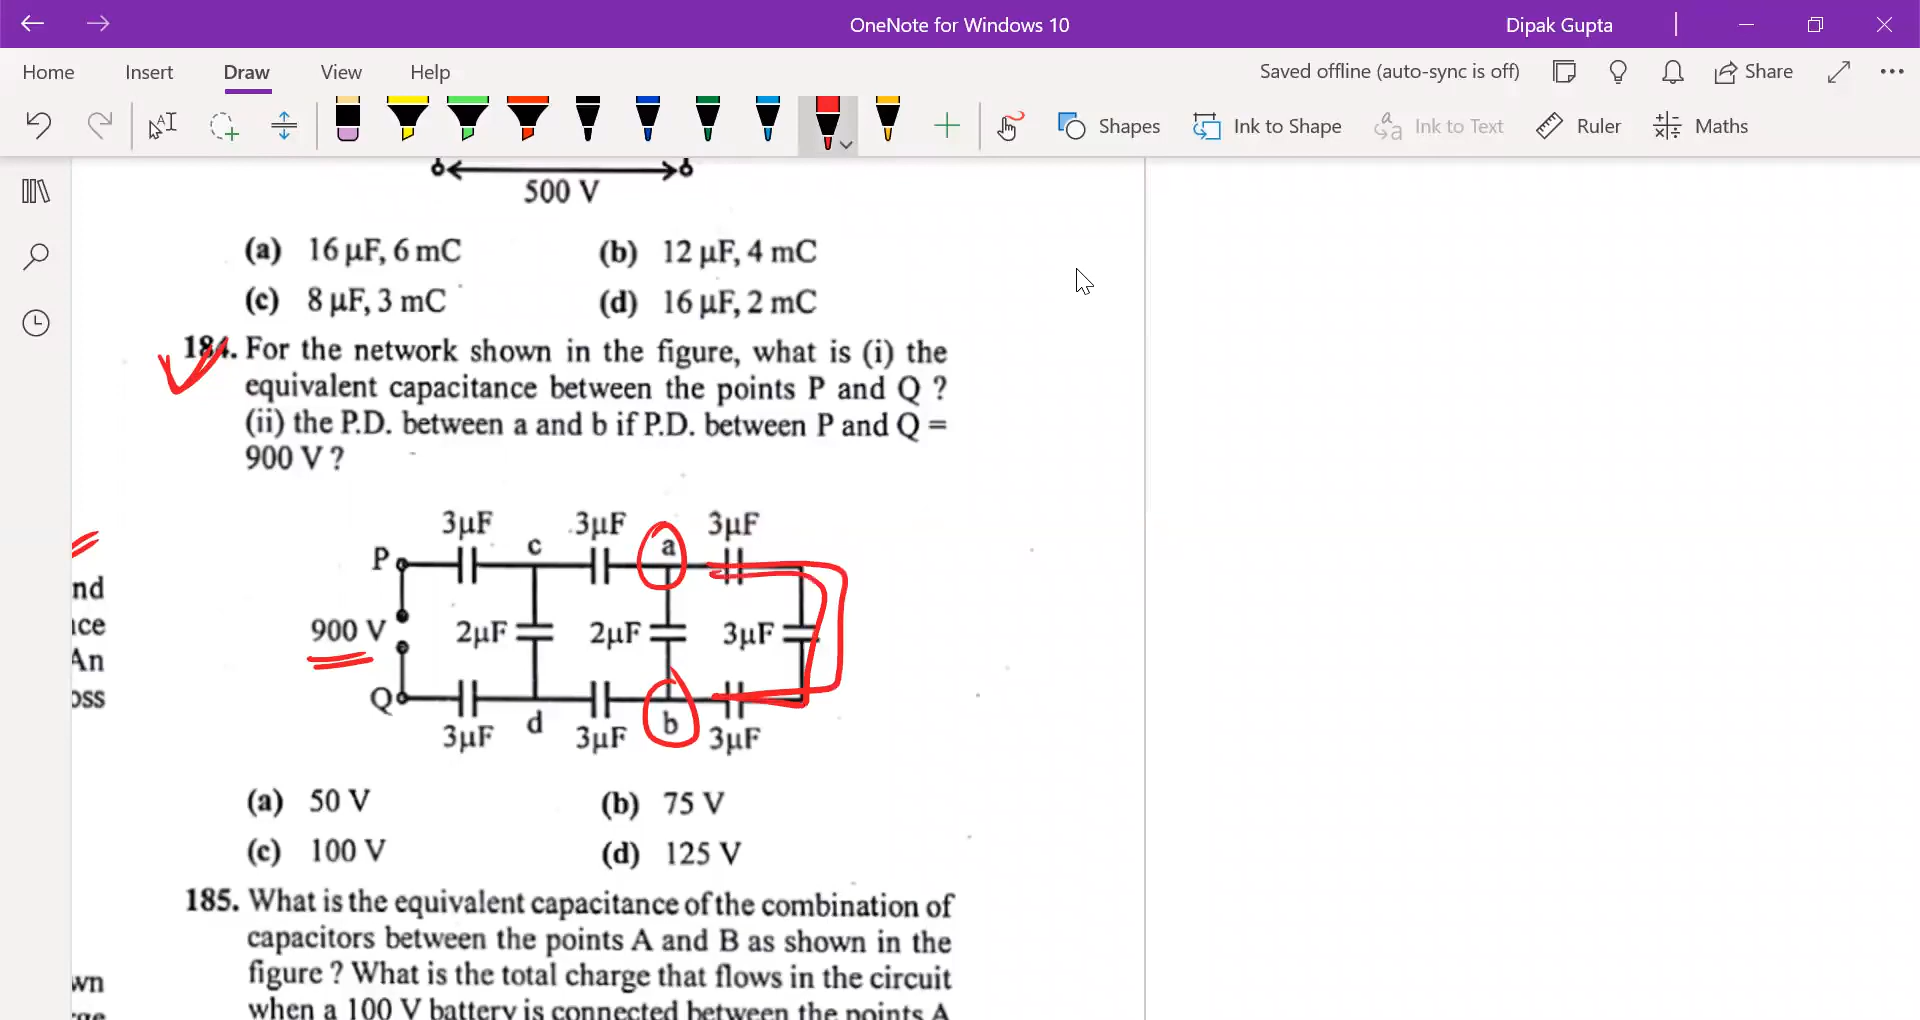 OneNote for Windows 10
Dipak Gupta
Home Insert Draw View Help
Saved offline (auto-sync is off)
Share
Shapes
Ink to Shape
Ink to Text
Ruler
Maths
500 V
(a) 16 µF, 6 mC (b) 12 µF, 4 mC
(c) 8 µF, 3 mC (d) 16 µF, 2 mC
184. For the network shown in the figure, what is (i) the
equivalent capacitance between the points P and Q ?
(ii) the P.D. between a and b if P.D. between P and Q =
900 V ?
3µF 3µF 3µF
P c a
900 V 2µF 2µF 3µF
Q d b
3µF 3µF 3µF
(a) 50 V (b) 75 V
(c) 100 V (d) 125 V
185. What is the equivalent capacitance of the combination of
capacitors between the points A and B as shown in the
figure ? What is the total charge that flows in the circuit
when a 100 V battery is connected between the points A
nd
ce
An
oss
wn